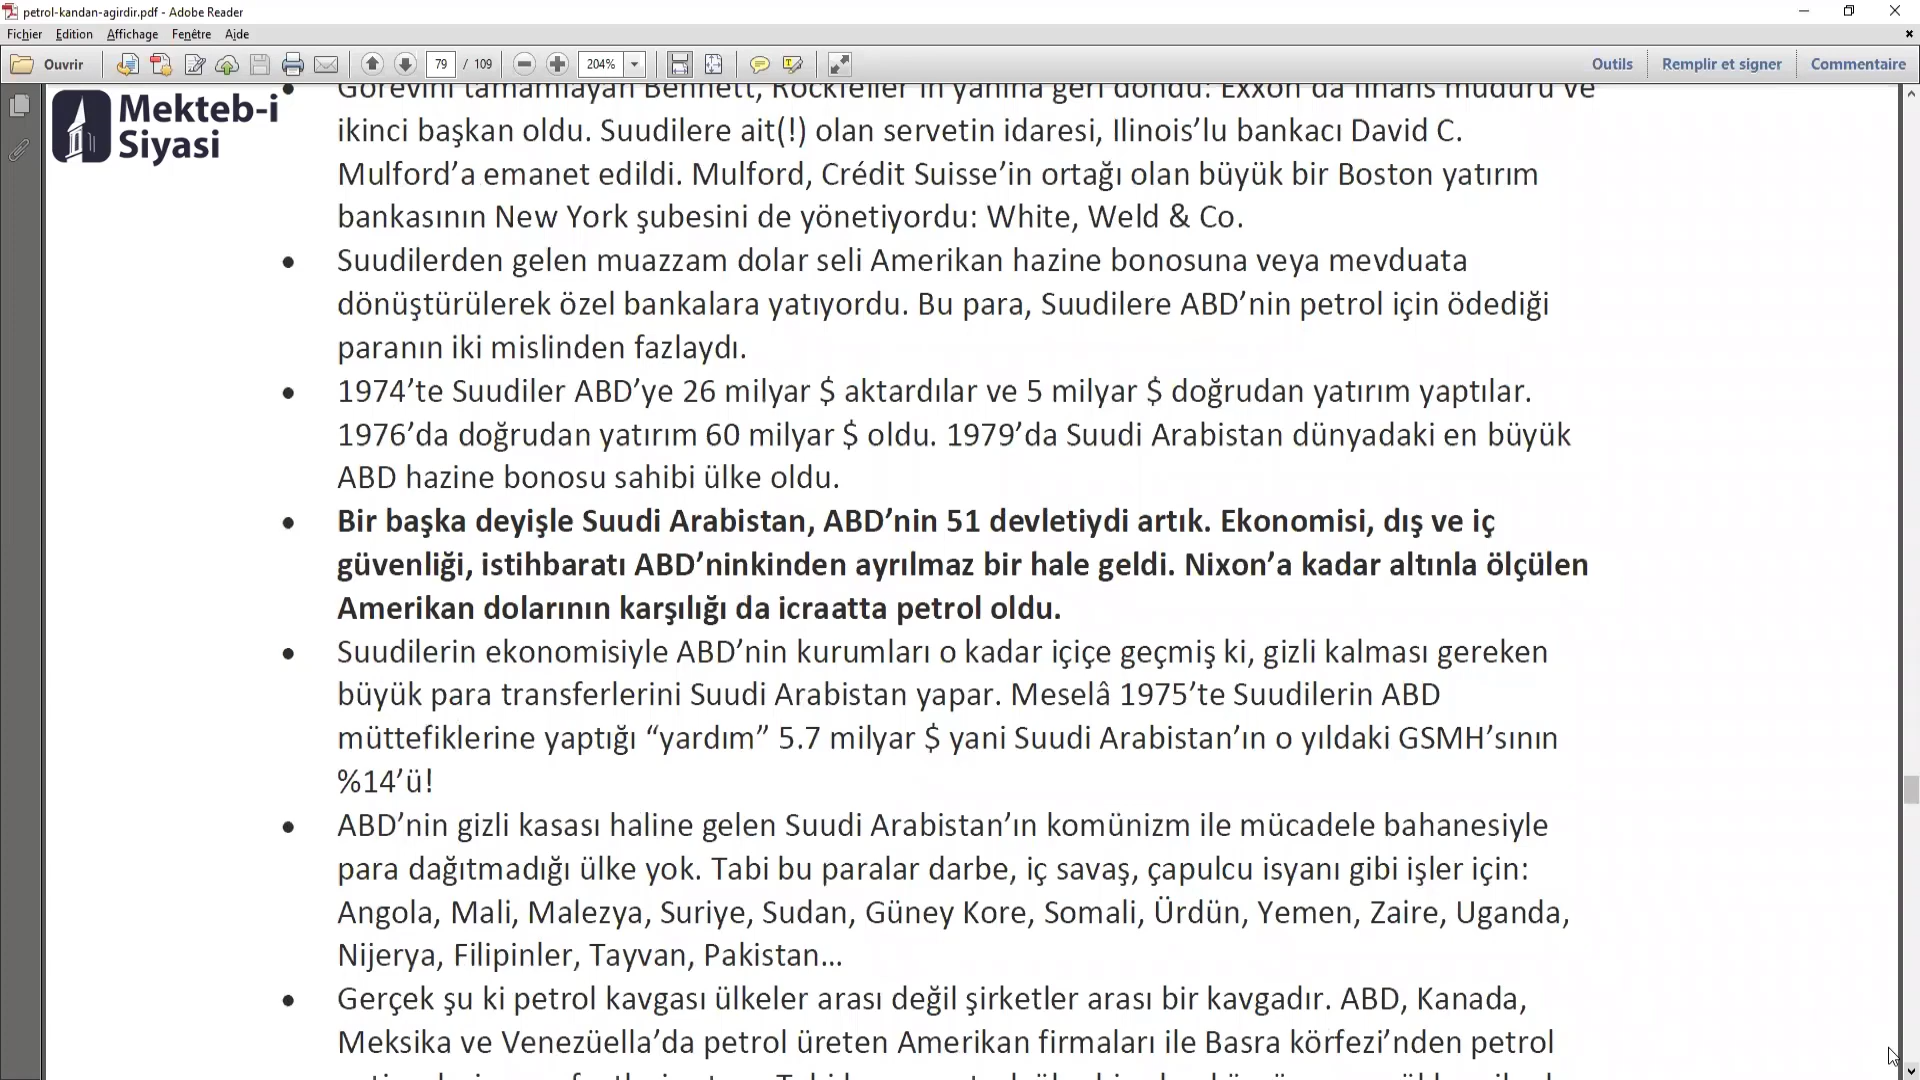 petrol-kandan-agirdir.pdf - Adobe Reader
Fichier Edition Affichage Fenêtre Aide
Ouvrir 79 / 109 204% Outils Remplir et signer Commentaire
Mekteb-i
Siyasi
Görevini tamamlayan Bennett, Rockfeller'in yanına geri döndü: Exxon'da finans müdürü ve
ikinci başkan oldu. Suudilere ait(!) olan servetin idaresi, Ilinois’lu bankacı David C.
Mulford’a emanet edildi. Mulford, Crédit Suisse’in ortağı olan büyük bir Boston yatırım
bankasının New York şubesini de yönetiyordu: White, Weld & Co.
• Suudilerden gelen muazzam dolar seli Amerikan hazine bonosuna veya mevduata
dönüştürülerek özel bankalara yatıyordu. Bu para, Suudilere ABD’nin petrol için ödediği
paranın iki mislinden fazlaydı.
• 1974’te Suudiler ABD’ye 26 milyar $ aktardılar ve 5 milyar $ doğrudan yatırım yaptılar.
1976’da doğrudan yatırım 60 milyar $ oldu. 1979’da Suudi Arabistan dünyadaki en büyük
ABD hazine bonosu sahibi ülke oldu.
• Bir başka deyişle Suudi Arabistan, ABD’nin 51 devletiydi artık. Ekonomisi, dış ve iç
güvenliği, istihbaratı ABD’ninkinden ayrılmaz bir hale geldi. Nixon’a kadar altınla ölçülen
Amerikan dolarının karşılığı da icraatta petrol oldu.
• Suudilerin ekonomisiyle ABD’nin kurumları o kadar içiçe geçmiş ki, gizli kalması gereken
büyük para transferlerini Suudi Arabistan yapar. Meselâ 1975’te Suudilerin ABD
müttefiklerine yaptığı “yardım” 5.7 milyar $ yani Suudi Arabistan’ın o yıldaki GSMH’sının
%14’ü!
• ABD’nin gizli kasası haline gelen Suudi Arabistan’ın komünizm ile mücadele bahanesiyle
para dağıtmadığı ülke yok. Tabi bu paralar darbe, iç savaş, çapulcu isyanı gibi işler için:
Angola, Mali, Malezya, Suriye, Sudan, Güney Kore, Somali, Ürdün, Yemen, Zaire, Uganda,
Nijerya, Filipinler, Tayvan, Pakistan…
• Gerçek şu ki petrol kavgası ülkeler arası değil şirketler arası bir kavgadır. ABD, Kanada,
Meksika ve Venezüella’da petrol üreten Amerikan firmaları ile Basra körfezi’nden petrol